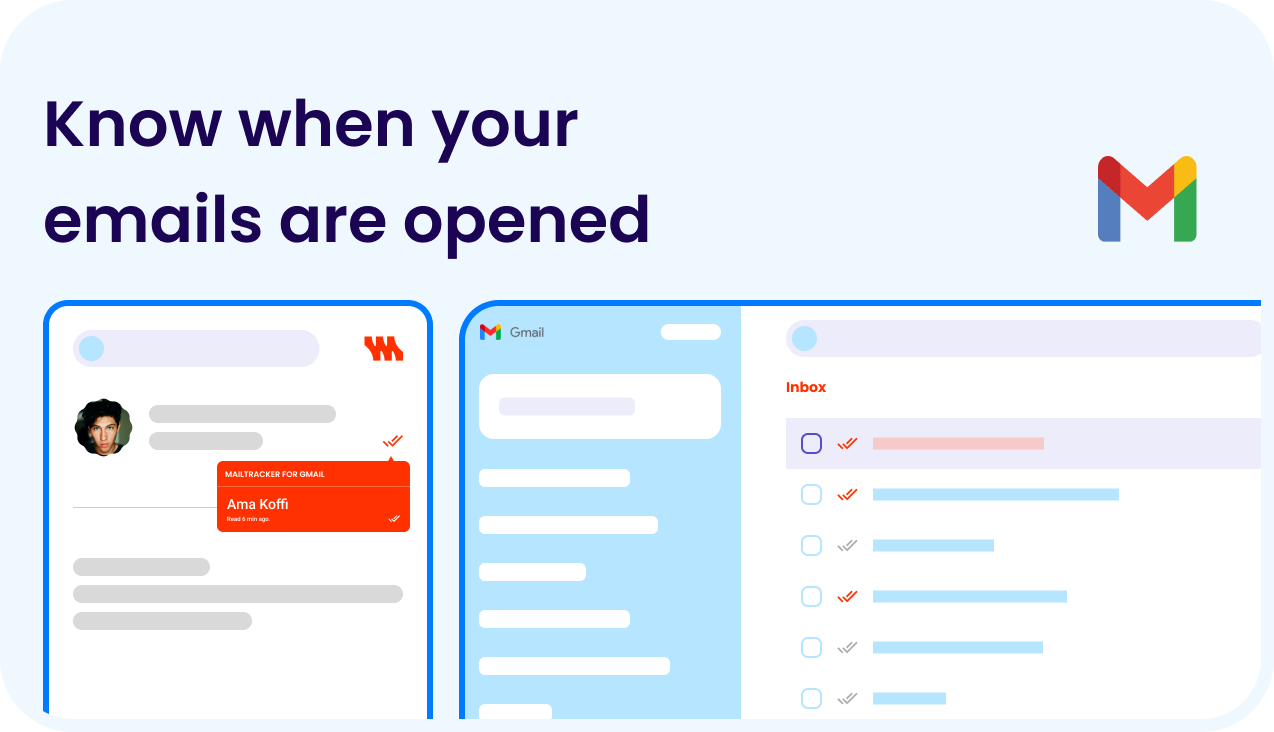 Know when your
emails are opened
MAILTRACKER FOR GMAIL
Ama Koffi
Read 6 min ago.
Gmail
Inbox